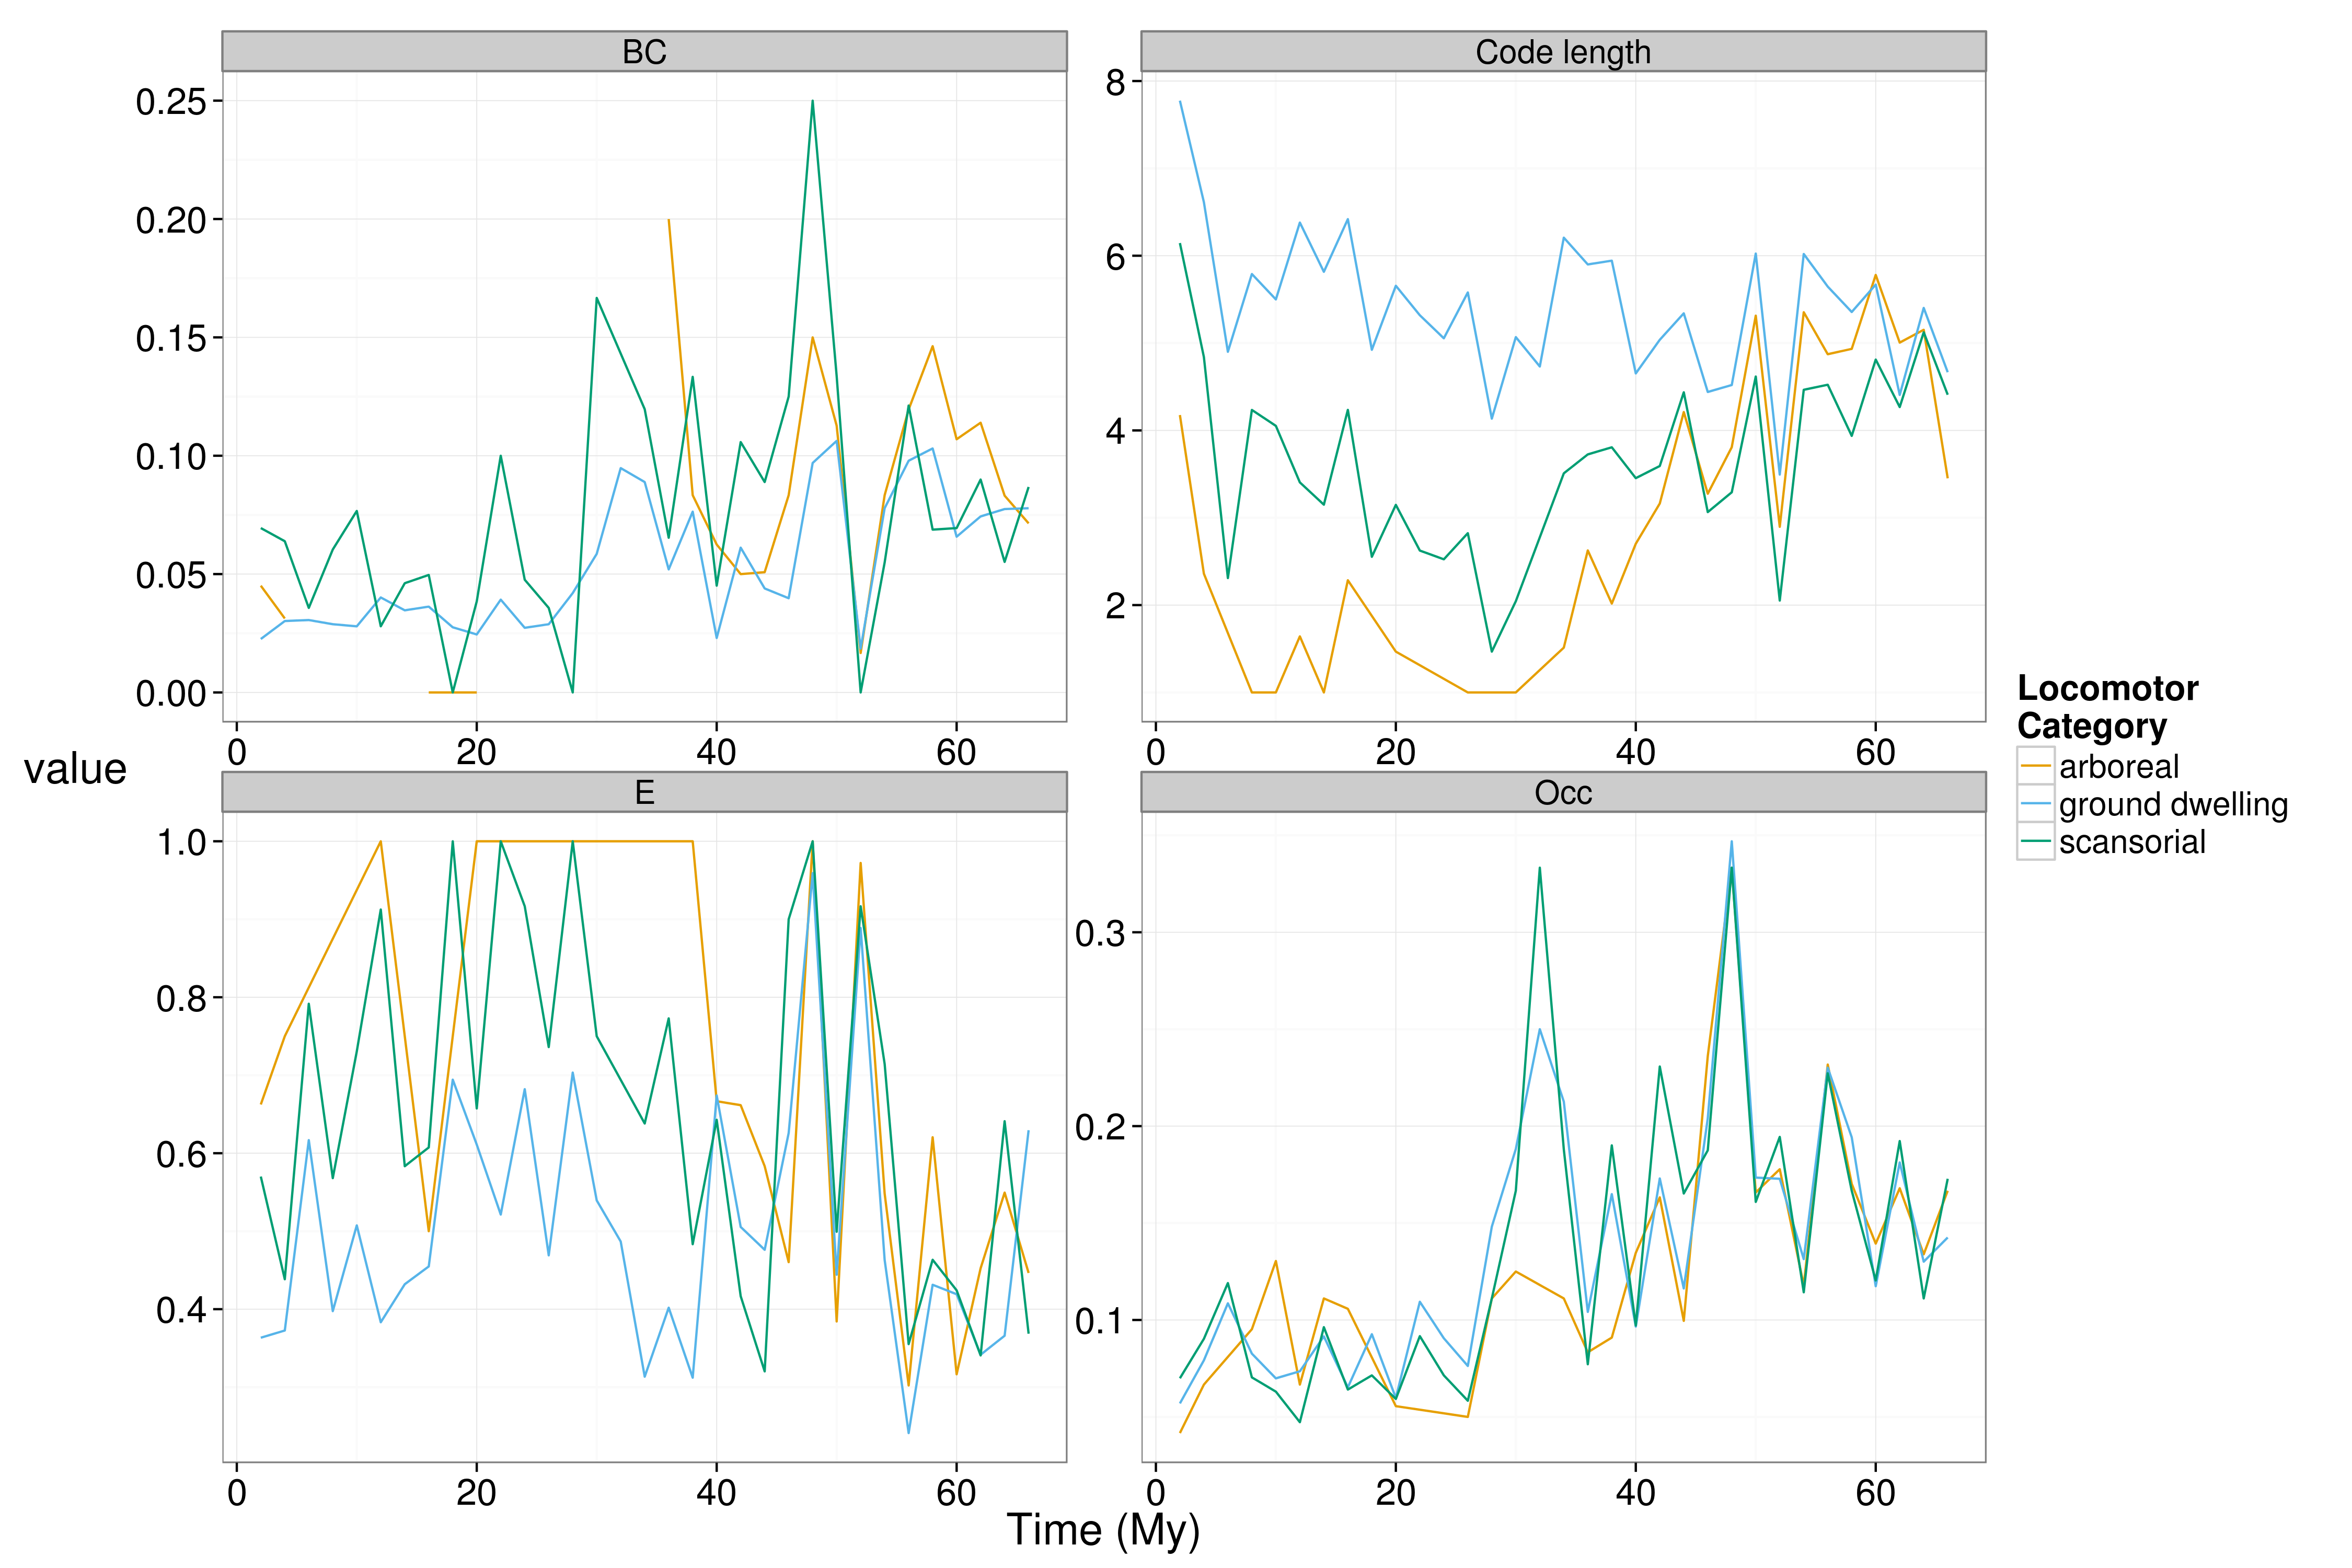 BC
Code length
0.25
0.20
0.15
0.10
0.05
0.00
0 20 40 60
8
6
4
2
0 20 40 60
value
E
Occ
1.0
0.8
0.6
0.4
0 20 40 60
0.3
0.2
0.1
0 20 40 60
Time (My)
Locomotor
Category
arboreal
ground dwelling
scansorial